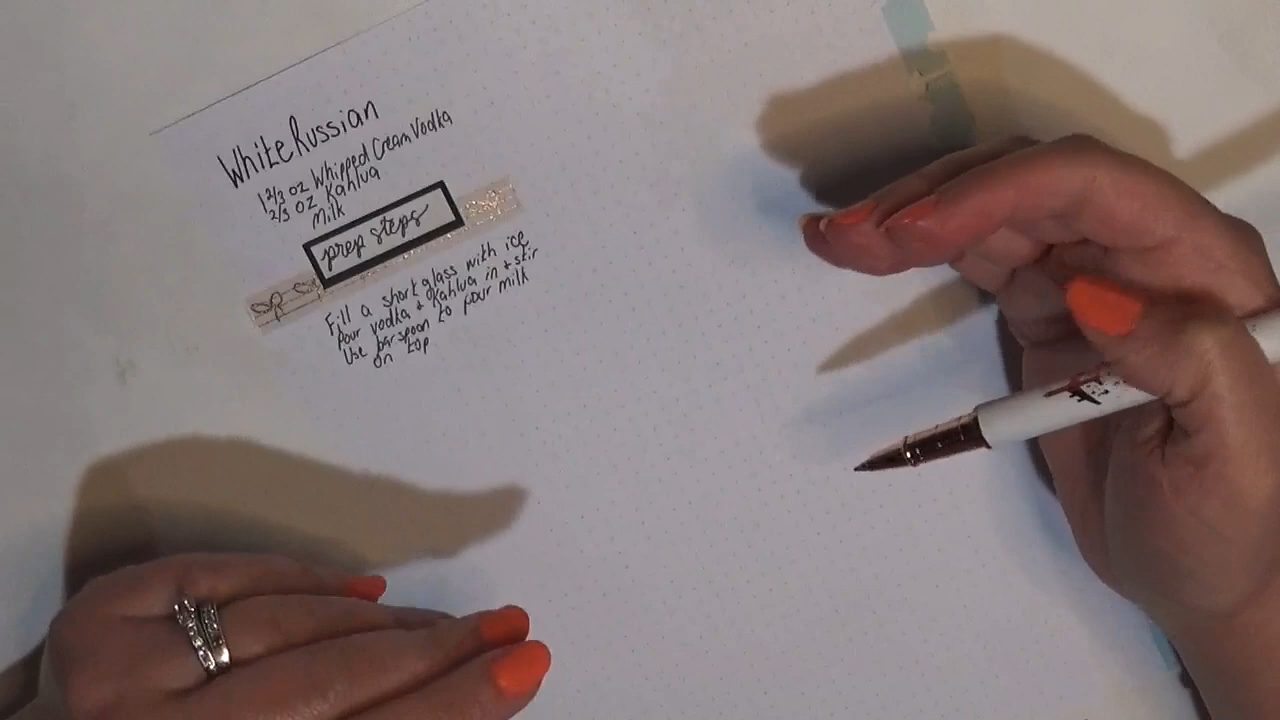 White Russian
1 2/3 oz Whipped Cream Vodka
2/3 oz Kahlua
Milk
prep steps
Fill a short glass with ice
pour vodka + Kahlua in + stir
Use bar spoon to pour milk
on top